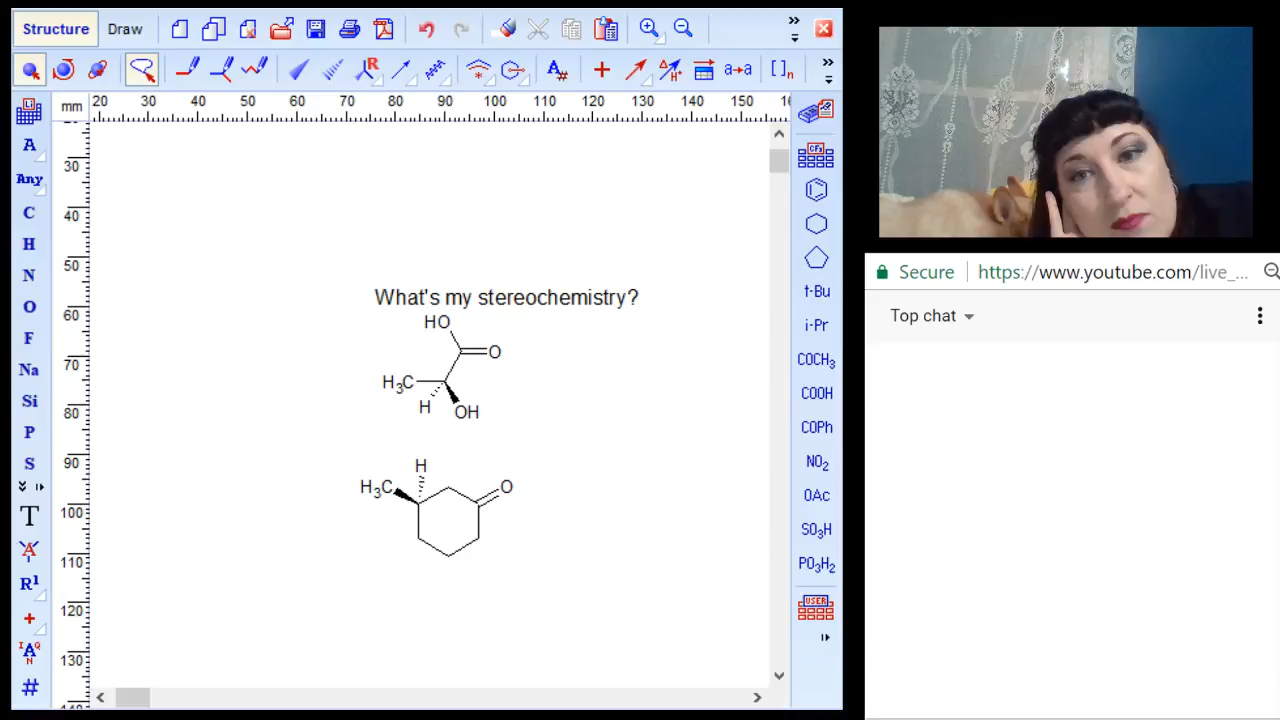 Structure Draw
mm 20 30 40 50 60 70 80 90 100 110 120 130 140 150
30
40
50
60
70
80
90
100
110
120
130
A
Any
C
H
N
O
F
Na
Si
P
S
T
A
R¹
#
R
A#
a→a
[ ]n
CF₃
t-Bu
i-Pr
COCH₃
COOH
COPh
NO₂
OAc
SO₃H
PO₃H₂
USER
What's my stereochemistry?
HO
O
H₃C
H
OH
H
H₃C
O
Secure https://www.youtube.com/live_...
Top chat